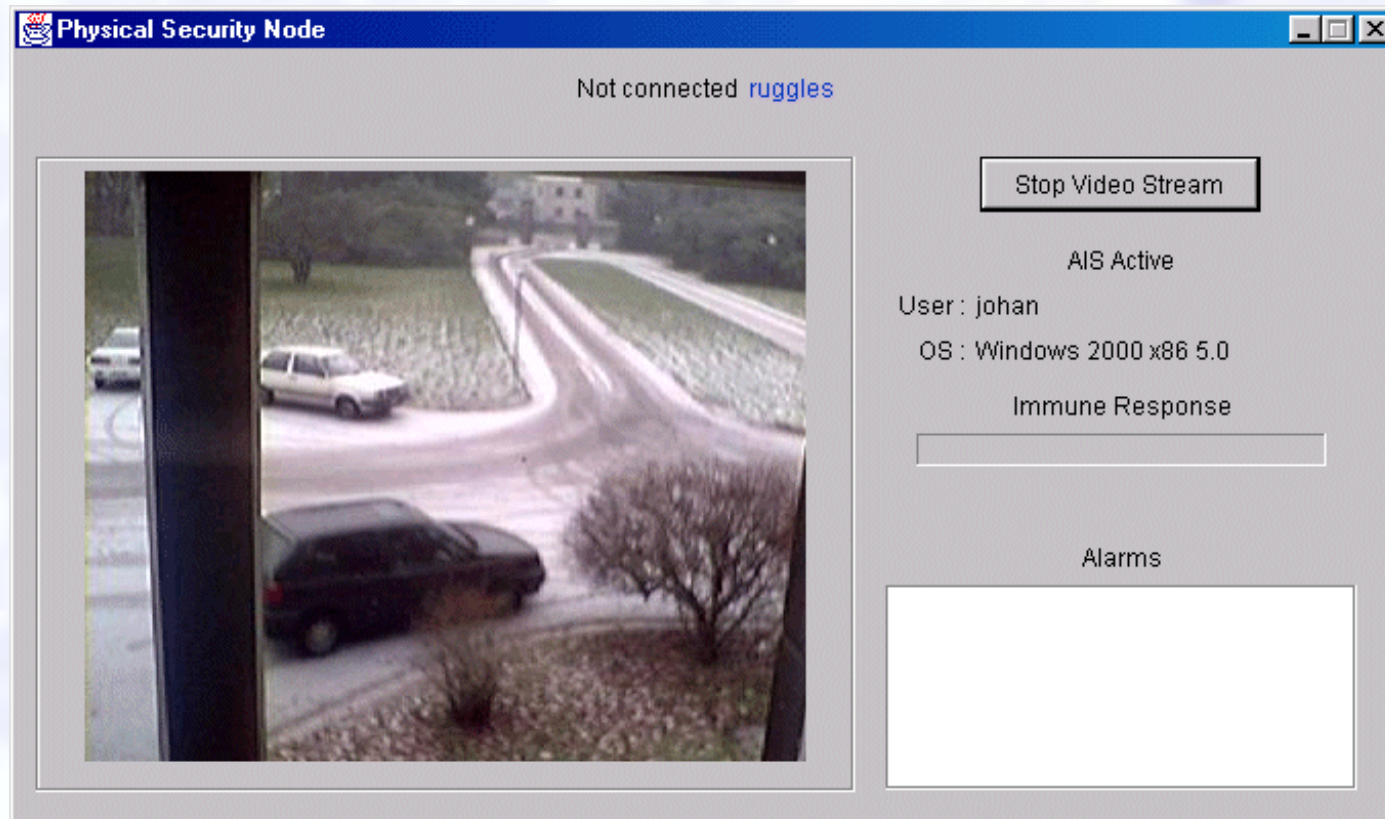 Physical Security Node
Not connected ruggles
Stop Video Stream
AIS Active
User : johan
OS : Windows 2000 x86 5.0
Immune Response
Alarms